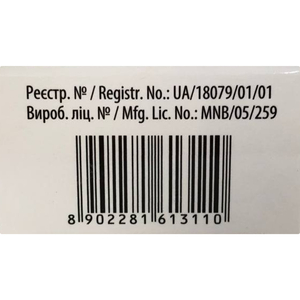 Реєстр. № / Registr. No.: UA/18079/01/01
Вироб. ліц. № / Mfg. Lic. No.: MNB/05/259
8 902281 613110